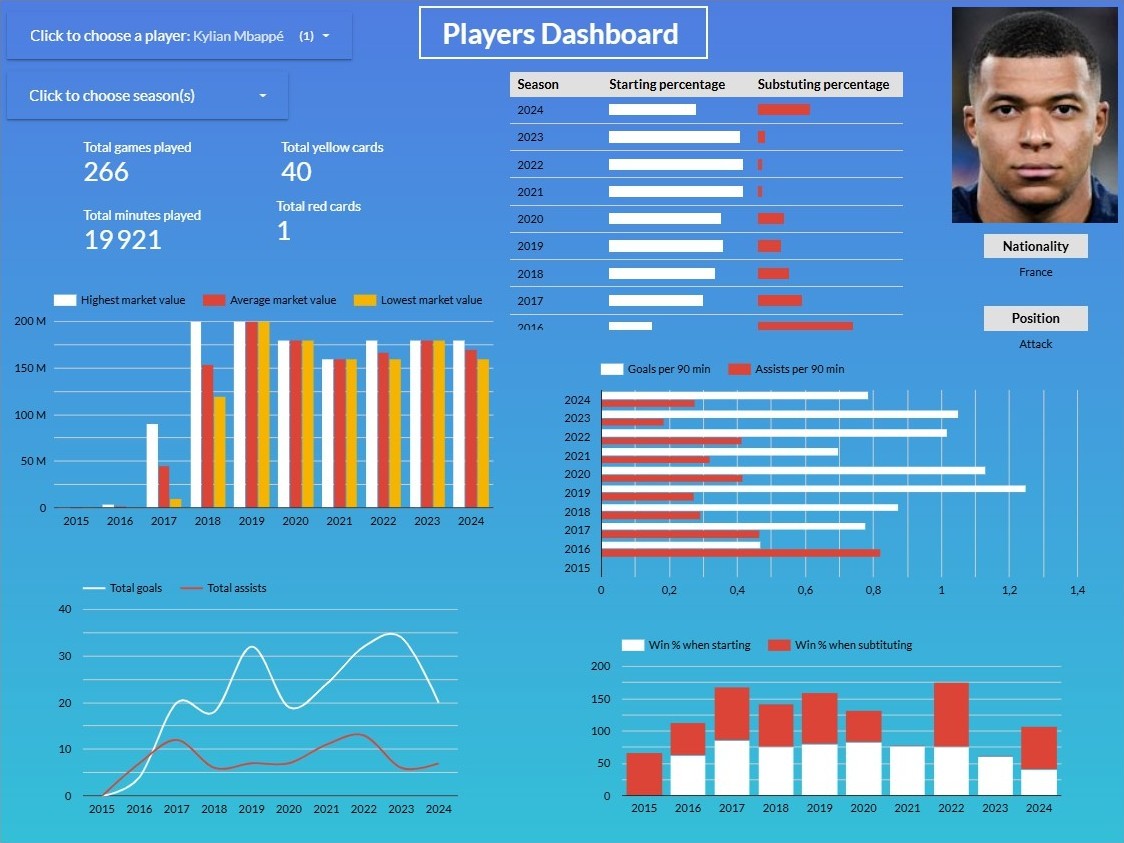 Click to choose a player: Kylian Mbappé (1)
Players Dashboard
Click to choose season(s)
Total games played
266
Total yellow cards
40
Total minutes played
19 921
Total red cards
1
Season Starting percentage Substuting percentage
2024
2023
2022
2021
2020
2019
2018
2017
2016
Nationality
France
Position
Attack
Highest market value Average market value Lowest market value
200 M
150 M
100 M
50 M
0
2015 2016 2017 2018 2019 2020 2021 2022 2023 2024
Goals per 90 min Assists per 90 min
2024
2023
2022
2021
2020
2019
2018
2017
2016
2015
0 0,2 0,4 0,6 0,8 1 1,2 1,4
Total goals Total assists
40
30
20
10
0
2015 2016 2017 2018 2019 2020 2021 2022 2023 2024
Win % when starting Win % when subtituting
200
150
100
50
0
2015 2016 2017 2018 2019 2020 2021 2022 2023 2024